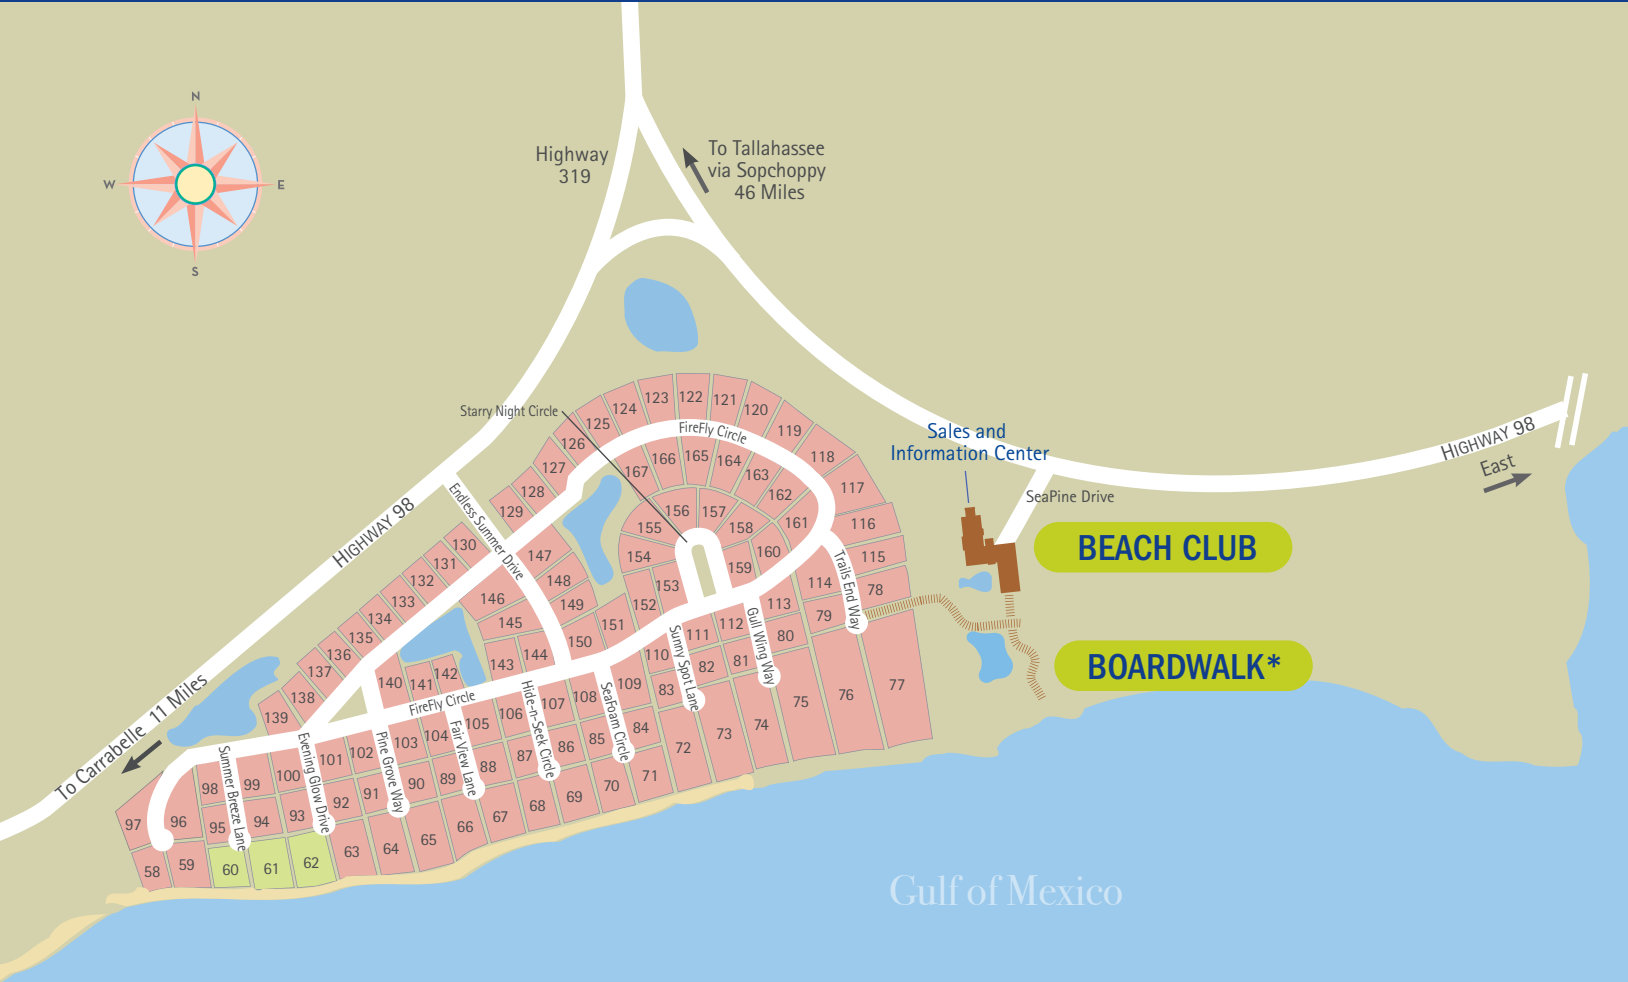 N
W
E
S
Highway
319
To Tallahassee
via Sopchoppy
46 Miles
Starry Night Circle
FireFly Circle
Sales and
Information Center
HIGHWAY 98
East
SeaPine Drive
BEACH CLUB
BOARDWALK*
HIGHWAY 98
Endless Summer Drive
Trails End Way
Gull Wing Way
Sunny Spot Lane
SeaFoam Circle
Hide-n-Seek Circle
FireFly Circle
Fair View Lane
Pine Grove Way
Evening Glow Drive
Summer Breeze Lane
To Carrabelle 11 Miles
Gulf of Mexico
123 122 121
124 120
125 119
126 118
127 117
128 116
129 115
130 78
131
132
133
134
135
136
137
138
139
167 166 165 164 163 162 161 160 159
155 156 157 158
154 153 152 151 150
147 148 149
146 145
143 144
140 141 142
114 113 112 111 110 109 108 107 106 105 104 103 102 101 100 99 98
97 96 95 94 93 92 91 90 89 88 87 86 85 84 83 82 81 80 79
58 59 60 61 62 63 64 65 66 67 68 69 70 71 72 73 74 75 76 77